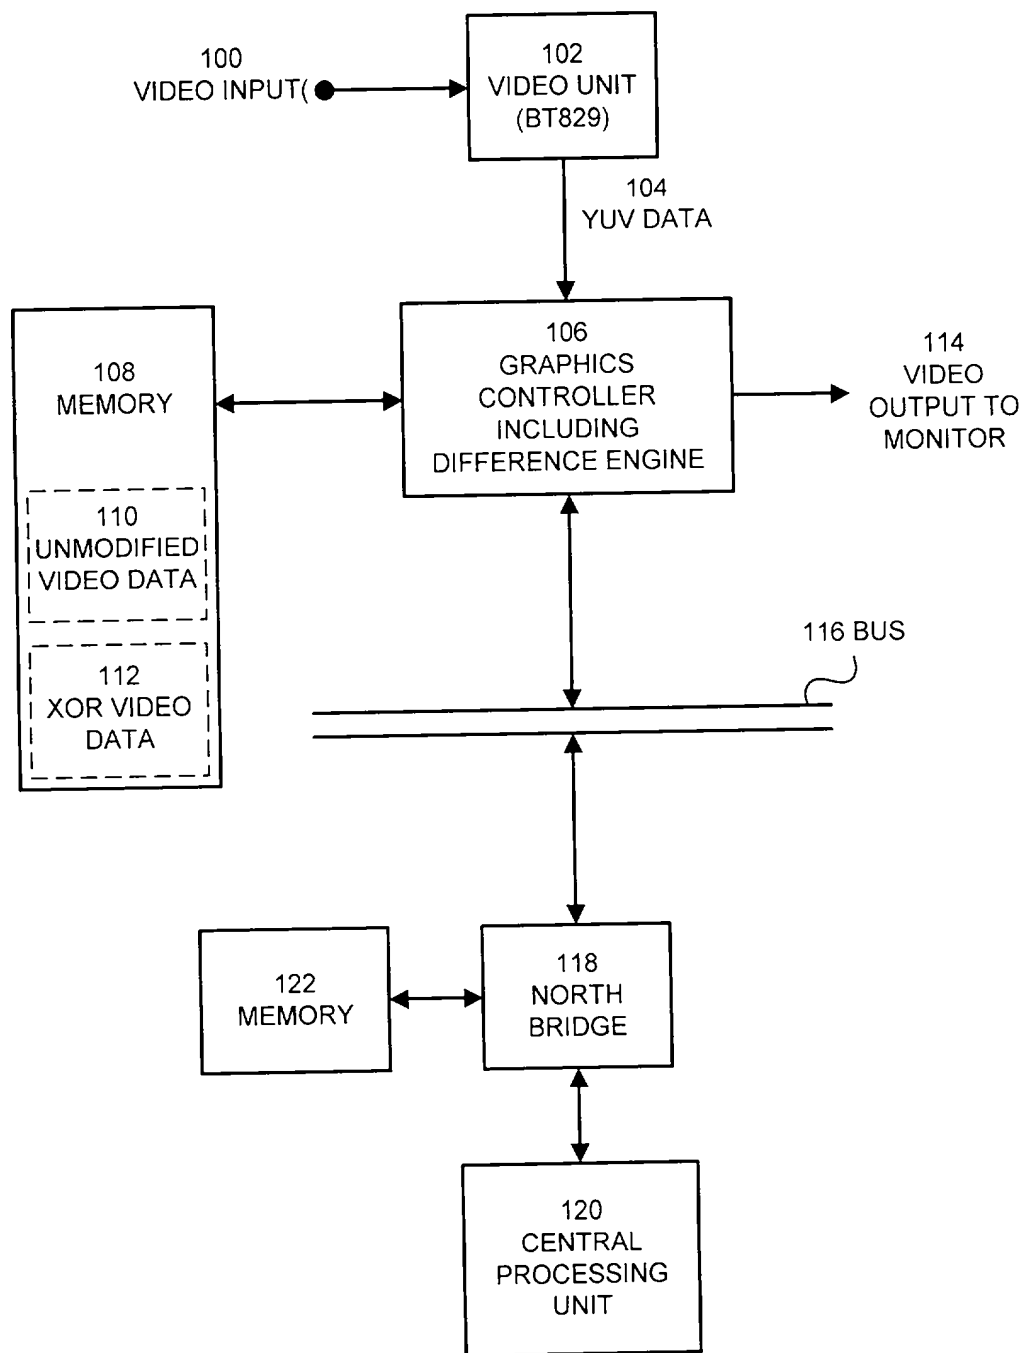 100
VIDEO INPUT(
102
VIDEO UNIT
(BT829)
104
YUV DATA
106
GRAPHICS
CONTROLLER
INCLUDING
DIFFERENCE ENGINE
108
MEMORY
110
UNMODIFIED
VIDEO DATA
112
XOR VIDEO
DATA
114
VIDEO
OUTPUT TO
MONITOR
116 BUS
118
NORTH
BRIDGE
122
MEMORY
120
CENTRAL
PROCESSING
UNIT